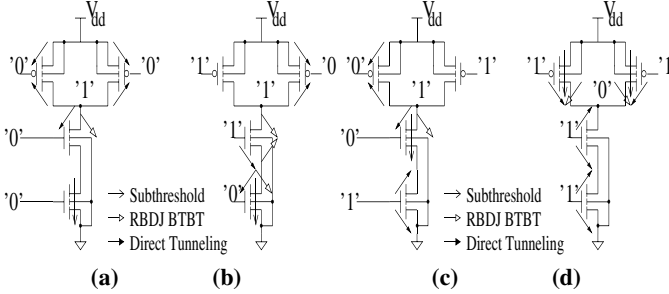 Vdd Vdd Vdd Vdd
'0' '0' '1' '0 '0' '1' '1' '1
'1' '1' '1' '0'
'0' '1' '0' '1'
'0' '0' '1' '1'
Subthreshold Subthreshold
RBDJ BTBT RBDJ BTBT
Direct Tunneling Direct Tunneling
(a) (b) (c) (d)